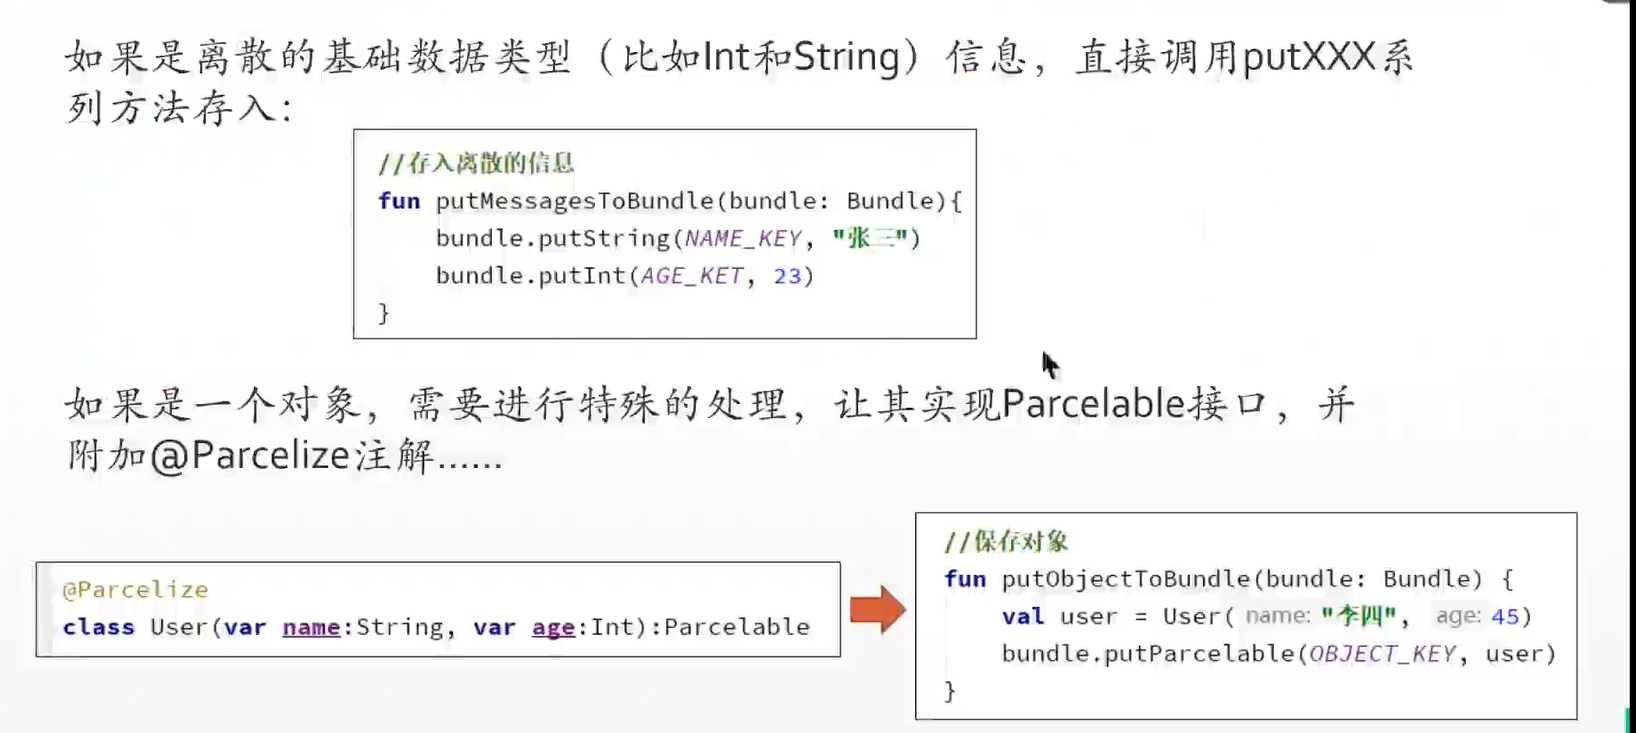 如果是离散的基础数据类型（比如Int和String）信息，直接调用putXXX系
列方法存入：
//存入离散的信息
fun putMessagesToBundle(bundle: Bundle){
bundle.putString(NAME_KEY, "张三")
bundle.putInt(AGE_KET, 23)
}
如果是一个对象，需要进行特殊的处理，让其实现Parcelable接口，并
附加@Parcelize注解……
@Parcelize
class User(var name:String, var age:Int):Parcelable
//保存对象
fun putObjectToBundle(bundle: Bundle) {
val user = User( name: "李四", age: 45)
bundle.putParcelable(OBJECT_KEY, user)
}